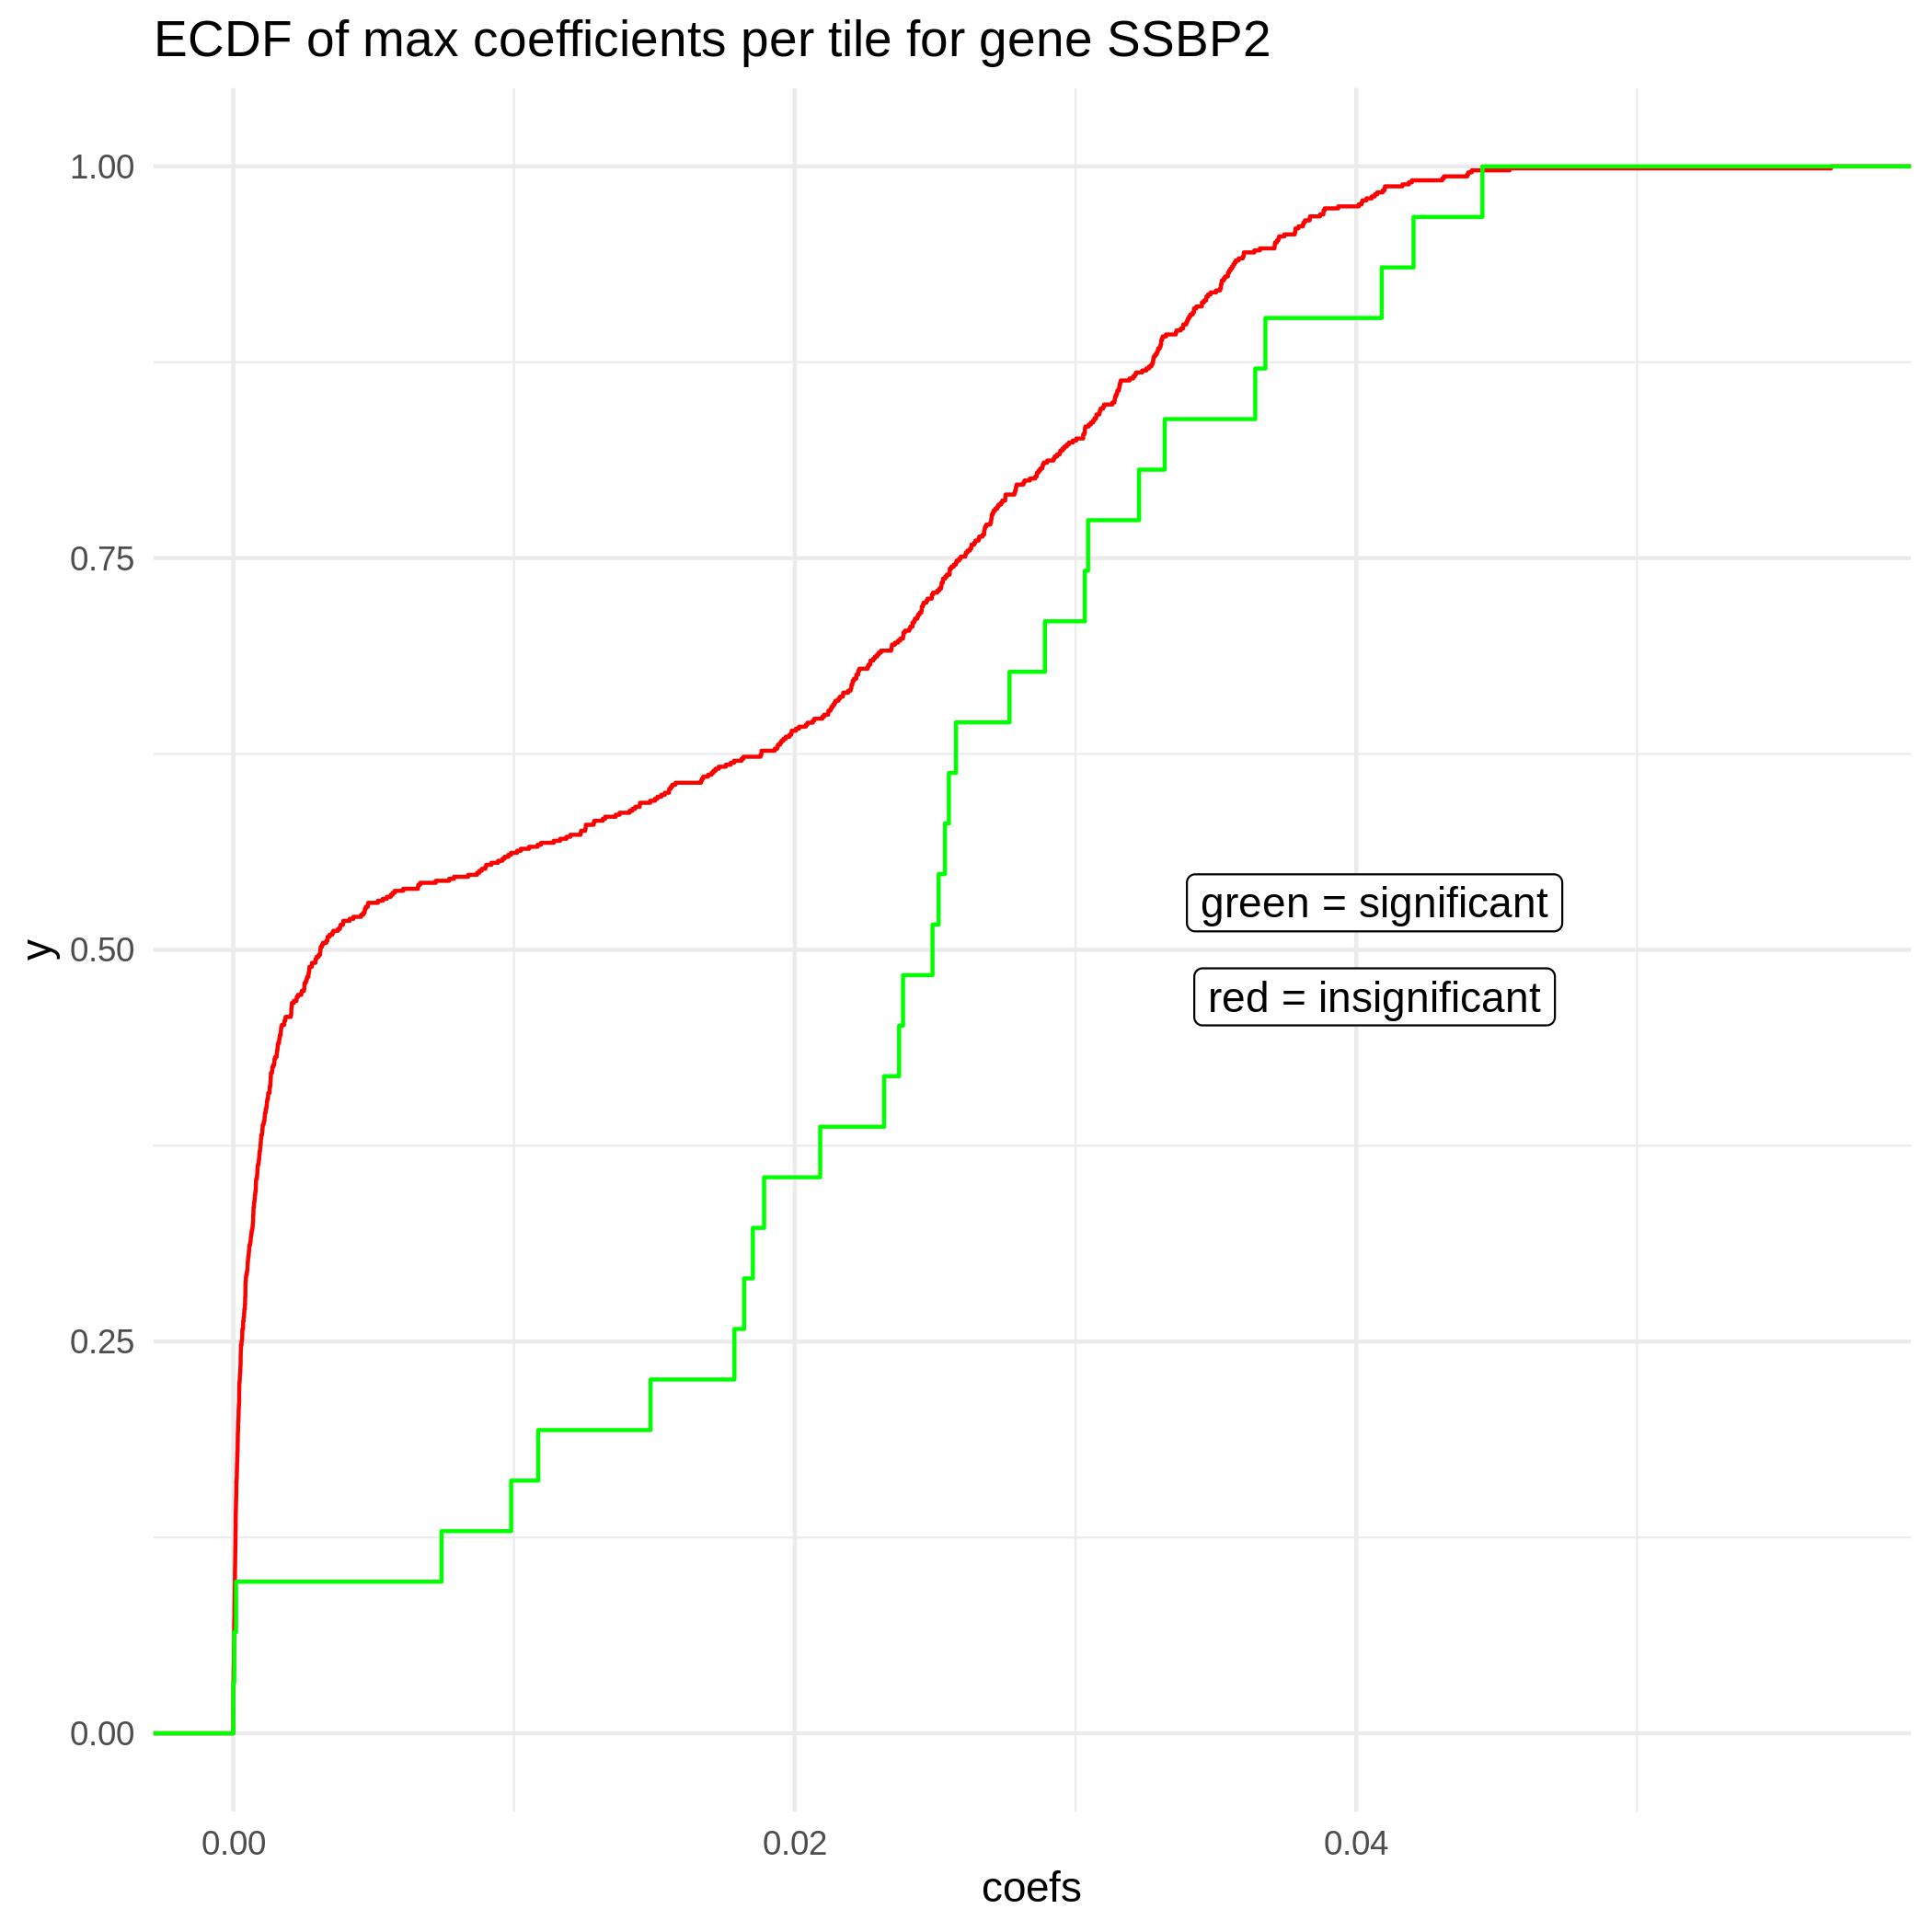 ECDF of max coefficients per tile for gene SSBP2
1.00
0.75
0.50
0.25
0.00
y
green = significant
red = insignificant
0.00 0.02 0.04
coefs